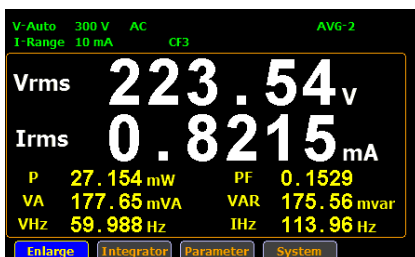 V-Auto 300 V AC AVG-2
I-Range 10 mA CF3
Vrms 223.54 V
Irms 0.8215 mA
P 27.154 mW PF 0.1529
VA 177.65 mVA VAR 175.56 mvar
VHz 59.988 Hz IHz 113.96 Hz
Enlarge Integrator Parameter System